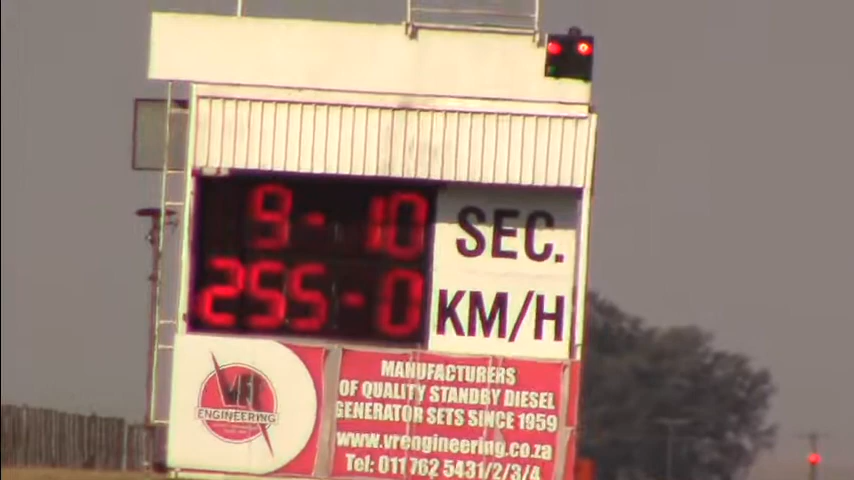 9-10 SEC.
255-0 KM/H
VRE
ENGINEERING
MANUFACTURERS
OF QUALITY STANDBY DIESEL
GENERATOR SETS SINCE 1959
www.vrengineering.co.za
Tel: 011 762 5431/2/3/4